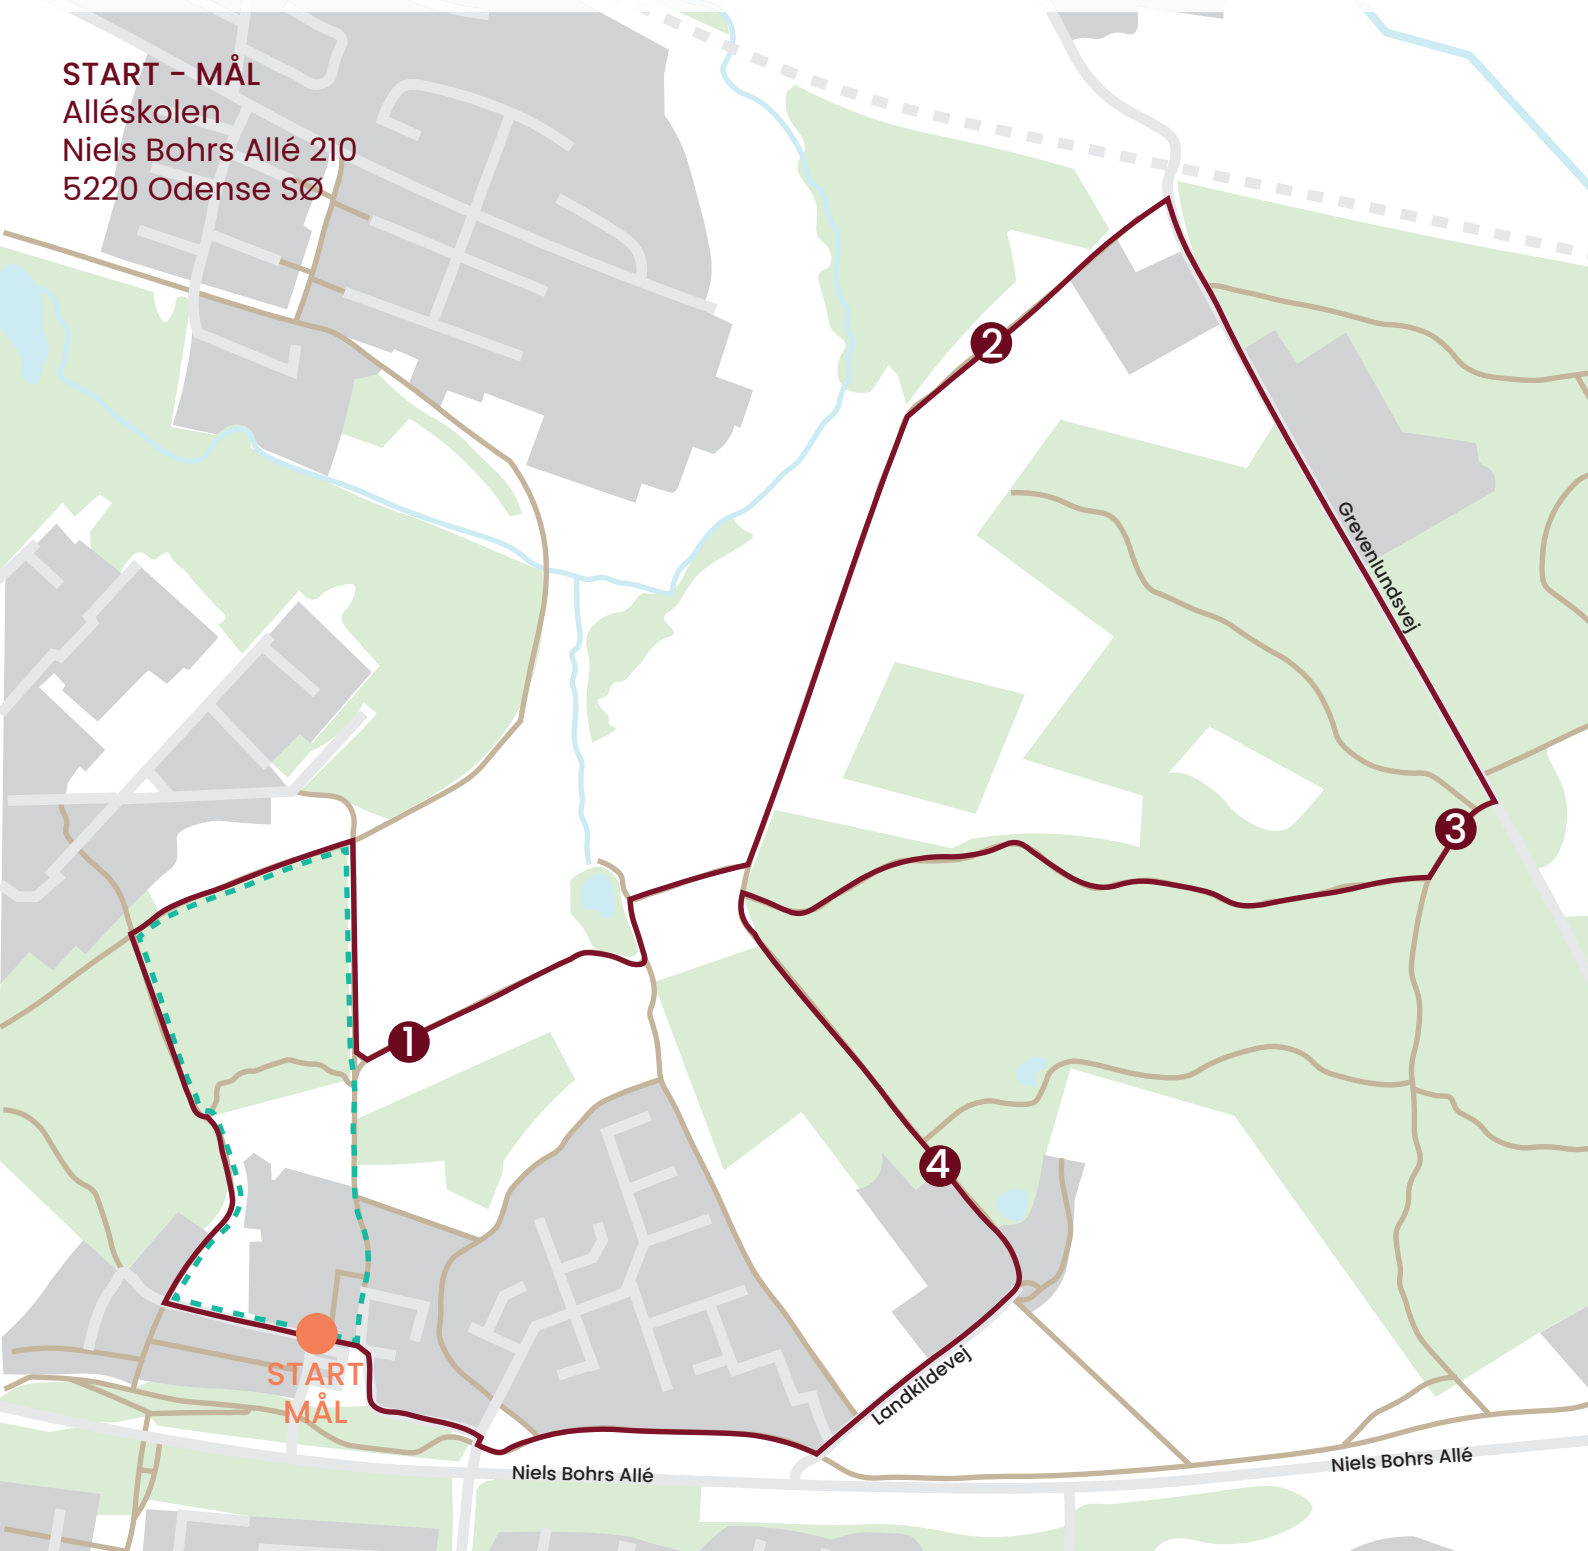 START - MÅL
Alléskolen
Niels Bohrs Allé 210
5220 Odense SØ
2
Grevenlundsvej
3
1
4
START
MÅL
Landkildevej
Niels Bohrs Allé
Niels Bohrs Allé